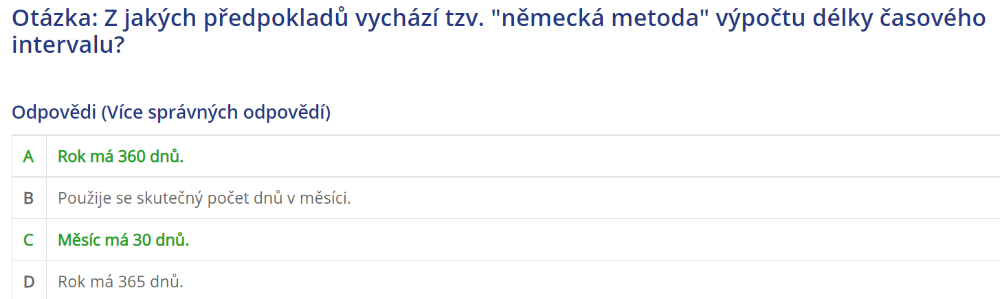 Otázka: Z jakých předpokladů vychází tzv. "německá metoda" výpočtu délky časového
intervalu?
Odpovědi (Více správných odpovědí)
A Rok má 360 dnů.
B Použije se skutečný počet dnů v měsíci.
C Měsíc má 30 dnů.
D Rok má 365 dnů.